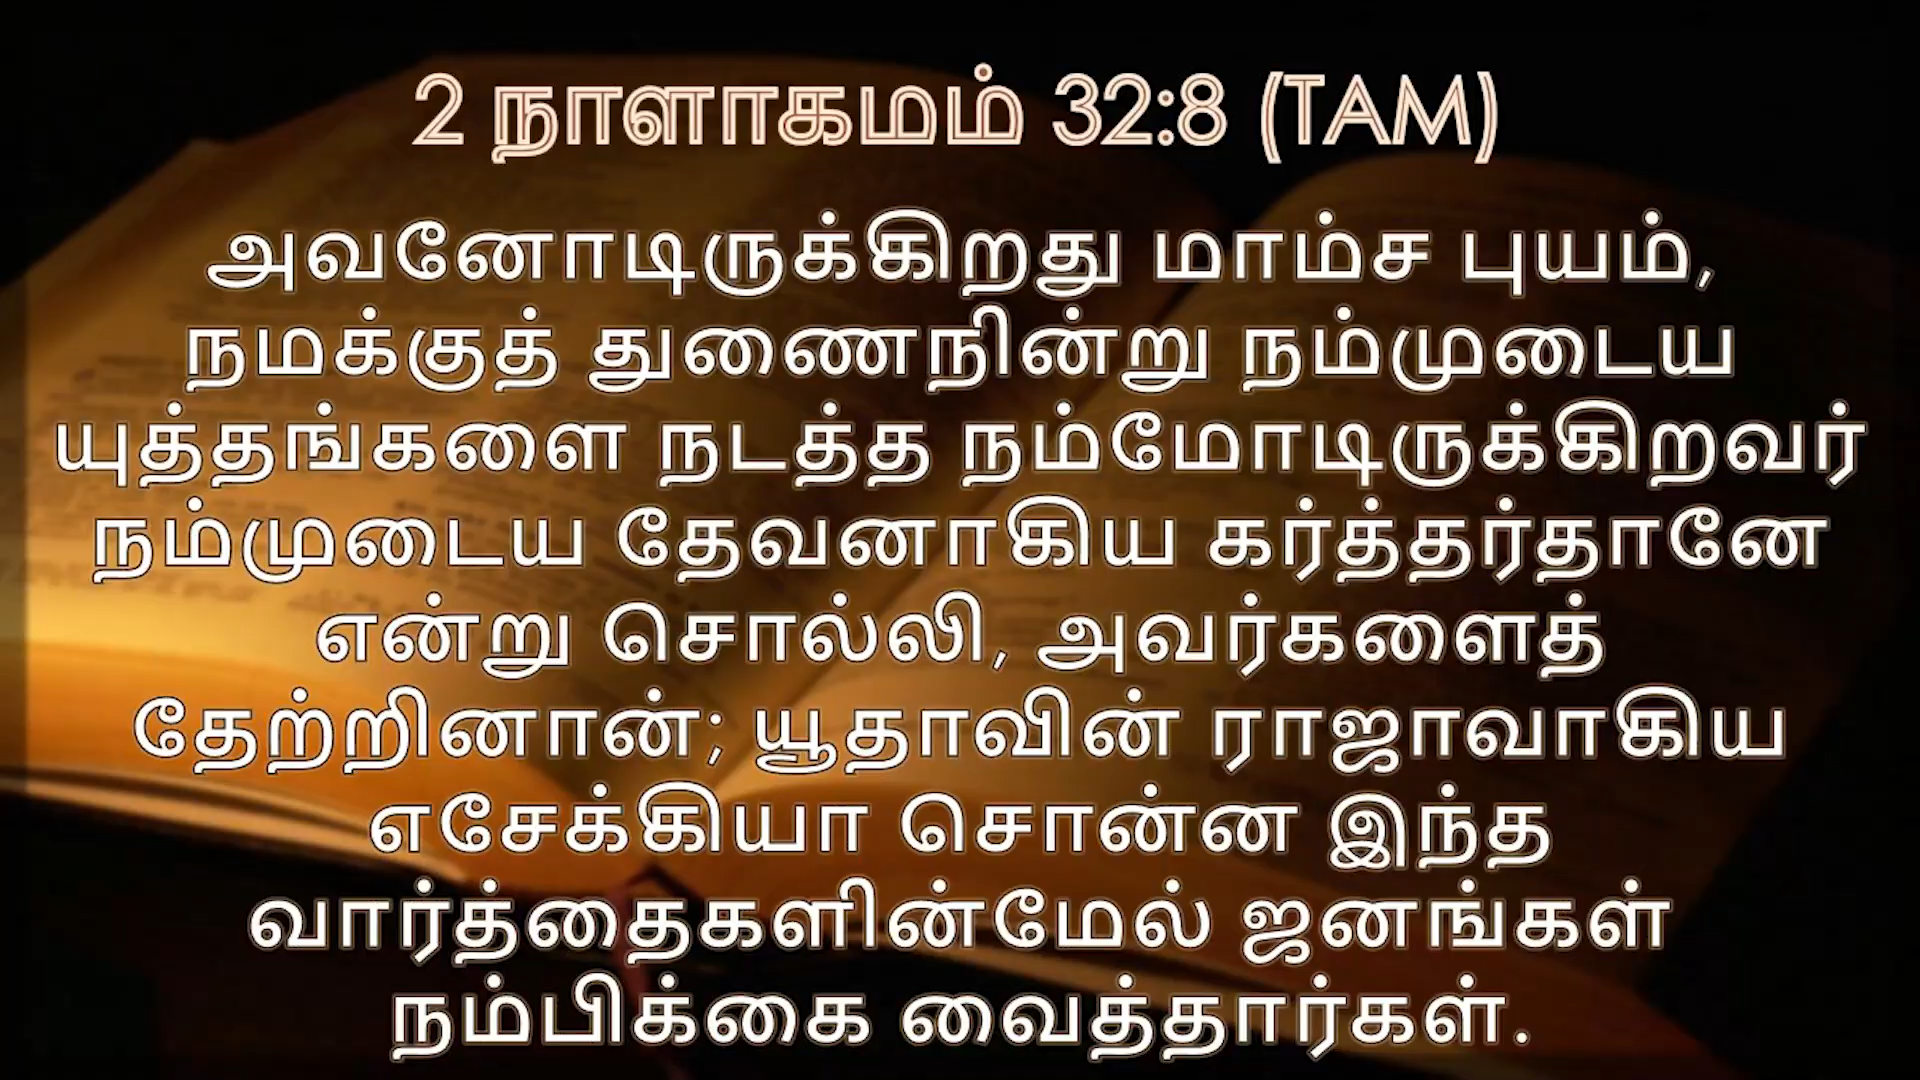 2 நாளாகமம் 32:8 (TAM)
அவனோடிருக்கிறது மாம்ச புயம்,
நமக்குத் துணைநின்று நம்முடைய
யுத்தங்களை நடத்த நம்மோடிருக்கிறவர்
நம்முடைய தேவனாகிய கர்த்தர்தானே
என்று சொல்லி, அவர்களைத்
தேற்றினான்; யூதாவின் ராஜாவாகிய
எசேக்கியா சொன்ன இந்த
வார்த்தைகளின்மேல் ஜனங்கள்
நம்பிக்கை வைத்தார்கள்.